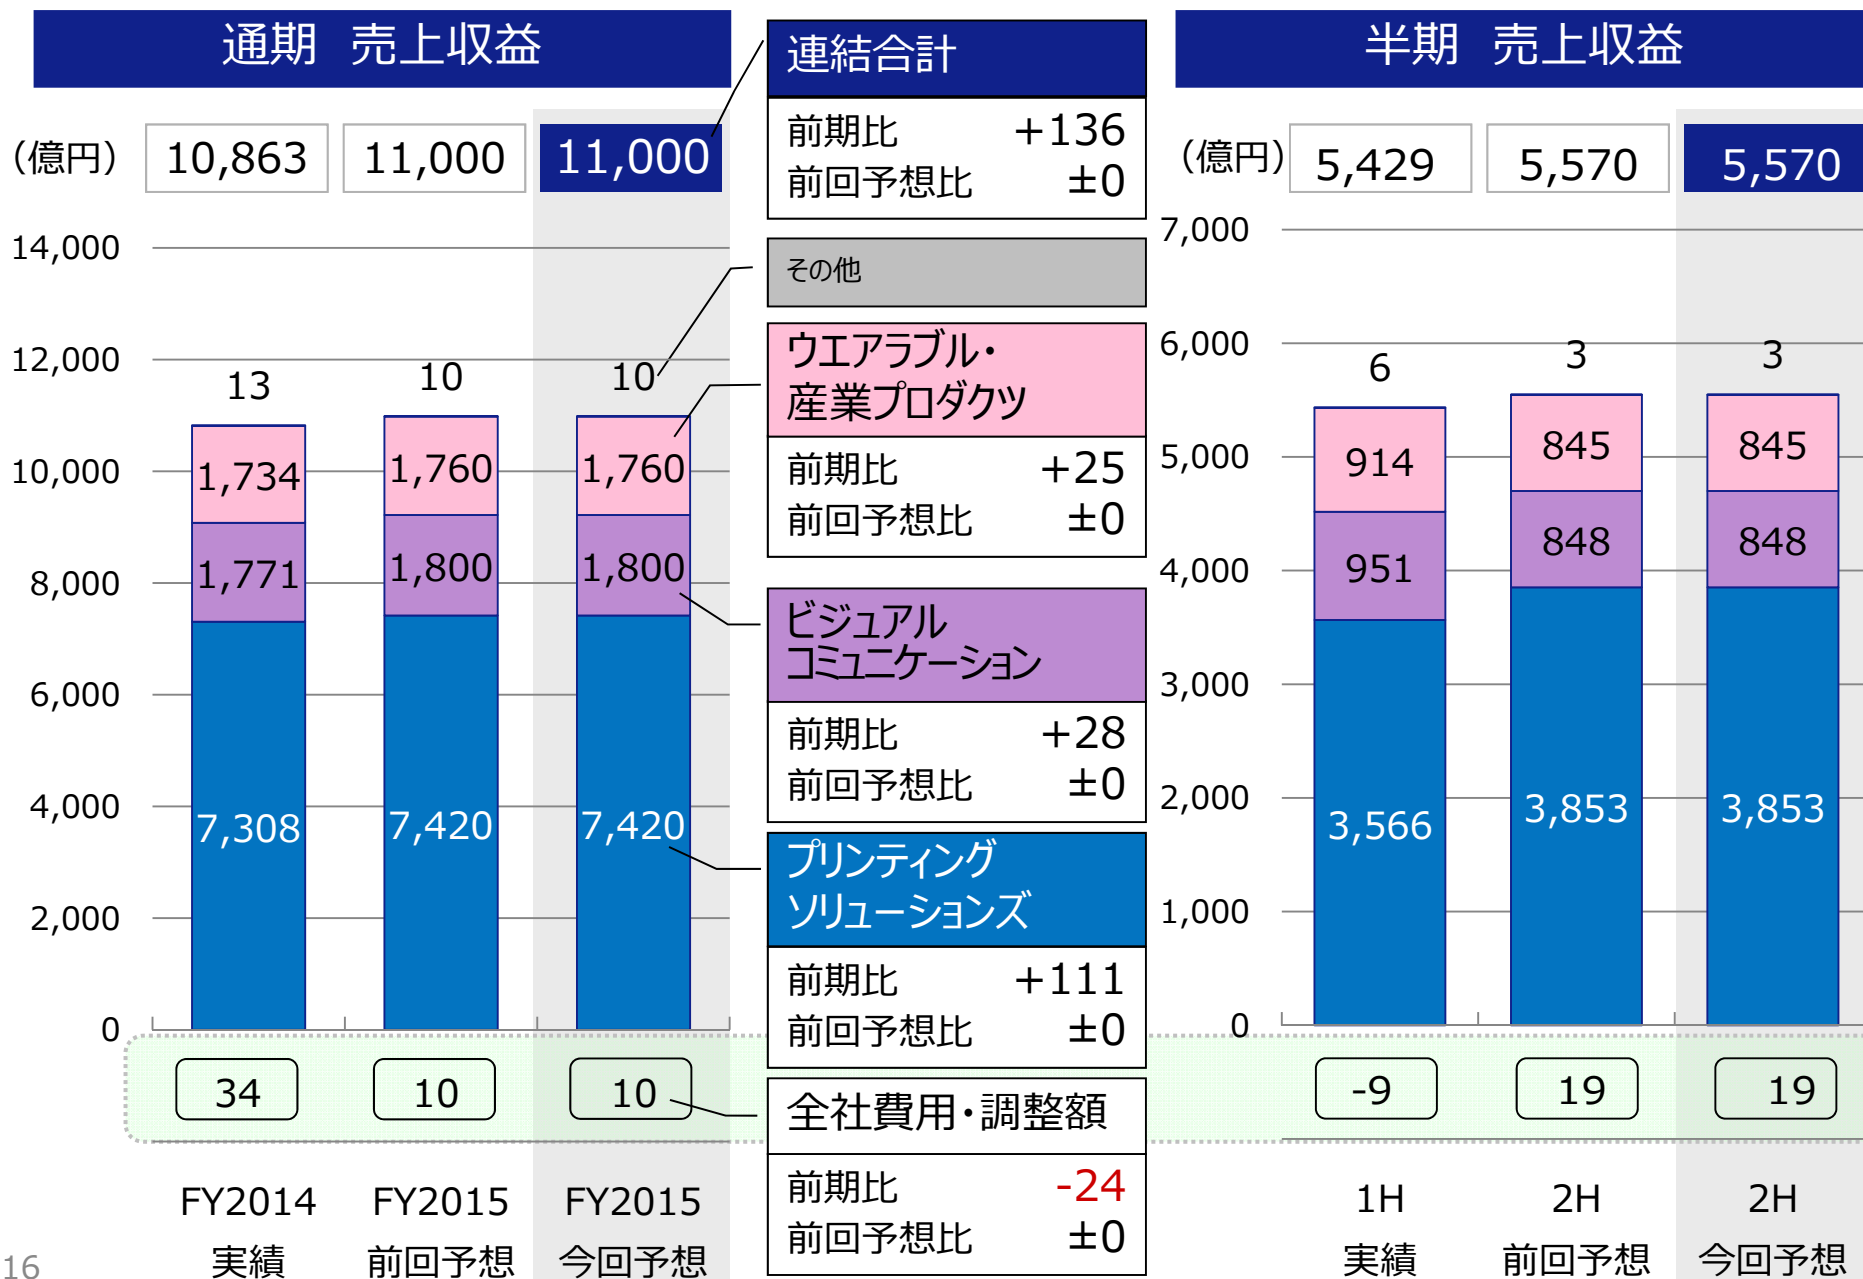 通期 売上収益
(億円)
10,863
11,000
11,000
14,000
12,000
10,000
8,000
6,000
4,000
2,000
0
13
10
10
1,734
1,760
1,760
1,771
1,800
1,800
7,308
7,420
7,420
34
10
10
FY2014
実績
FY2015
前回予想
FY2015
今回予想
連結合計
前期比 +136
前回予想比 ±0
その他
ウエアラブル・
産業プロダクツ
前期比 +25
前回予想比 ±0
ビジュアル
コミュニケーション
前期比 +28
前回予想比 ±0
プリンティング
ソリューションズ
前期比 +111
前回予想比 ±0
全社費用・調整額
前期比 -24
前回予想比 ±0
半期 売上収益
(億円)
5,429
5,570
5,570
7,000
6,000
5,000
4,000
3,000
2,000
1,000
0
6
3
3
914
845
845
951
848
848
3,566
3,853
3,853
-9
19
19
1H
実績
2H
前回予想
2H
今回予想
16